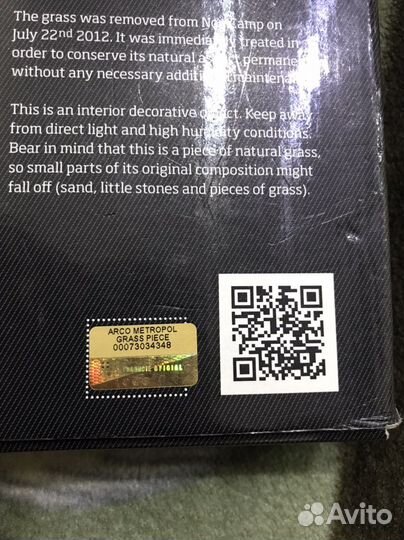 The grass was removed from Nou Camp on
July 22nd 2012. It was immediatly treated in
order to conserve its natural aspect permanently
without any necessary additional maintenance.
This is an interior decorative object. Keep away
from direct light and high humidity conditions.
Bear in mind that this is a piece of natural grass,
so small parts of its original composition might
fall off (sand, little stones and pieces of grass).
ARCO METROPOL
GRASS PIECE
00073034348
PRODUCTE OFICIAL
Avito